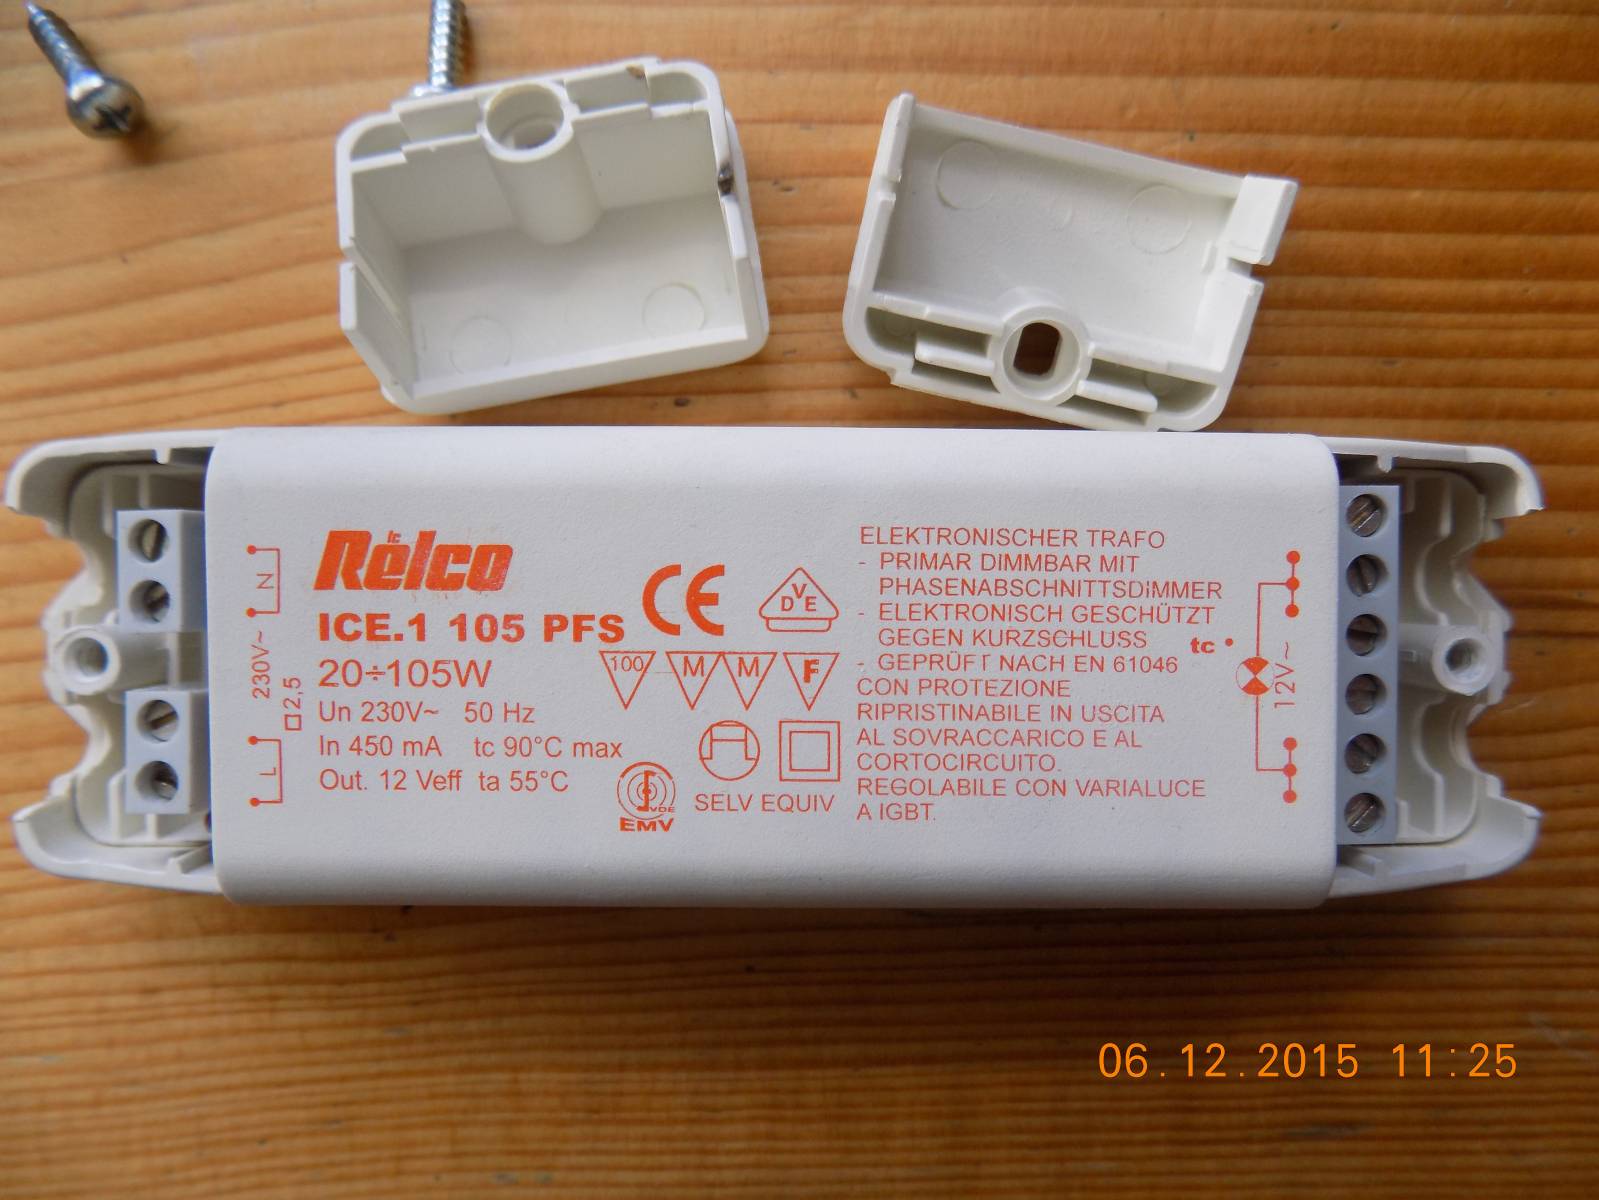 N
230V~
□ 2,5
L
Relco
ICE.1 105 PFS
20÷105W
Un 230V~ 50 Hz
In 450 mA tc 90°C max
Out. 12 Veff ta 55°C
CE
DVE
100 M M F
VDE
EMV
SELV EQUIV
ELEKTRONISCHER TRAFO
- PRIMAR DIMMBAR MIT
PHASENABSCHNITTSDIMMER
- ELEKTRONISCH GESCHÜTZT
GEGEN KURZSCHLUSS
- GEPRÜFT NACH EN 61046
CON PROTEZIONE
RIPRISTINABILE IN USCITA
AL SOVRACCARICO E AL
CORTOCIRCUITO.
REGOLABILE CON VARIALUCE
A IGBT.
tc •
12V~
06.12.2015 11:25